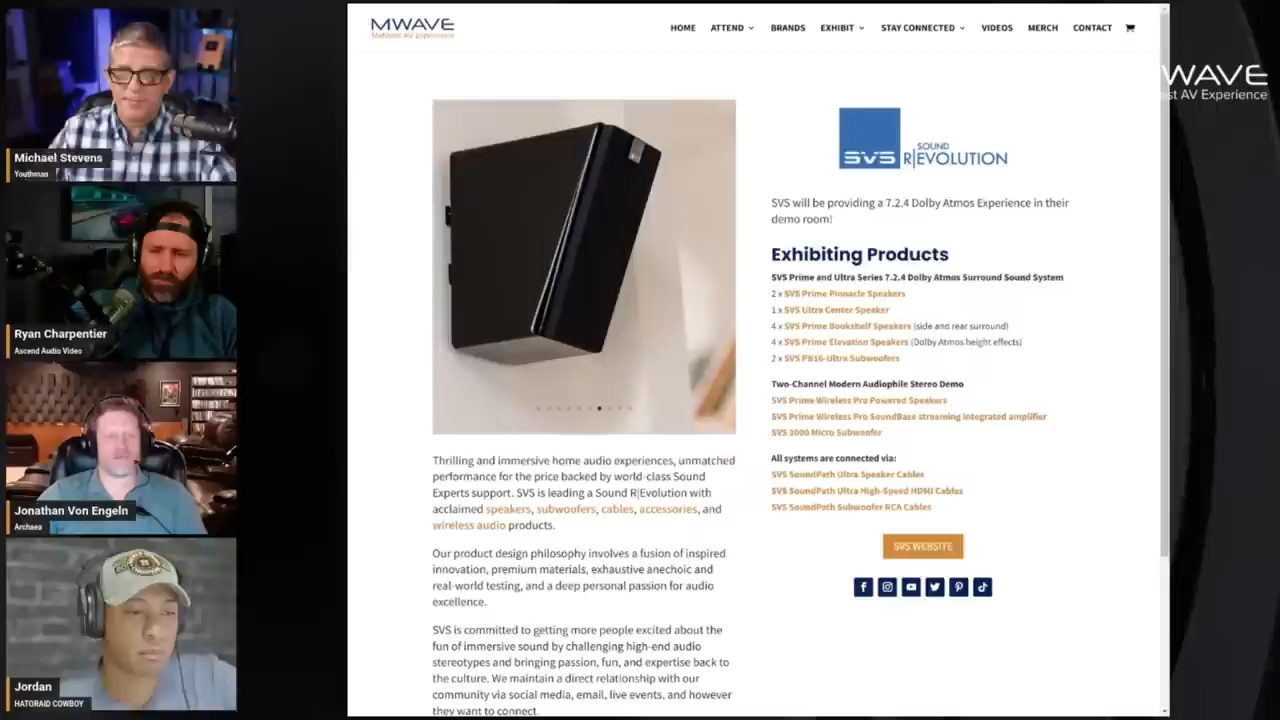 Michael Stevens
Youthman
Ryan Charpentier
Ascend Audio Video
Jonathan Von Engeln
Archaea
Jordan
HATORAID COWBOY
MWAVE
Midwest AV Experience
HOME
ATTEND
BRANDS
EXHIBIT
STAY CONNECTED
VIDEOS
MERCH
CONTACT
WAVE
st AV Experience
Thrilling and immersive home audio experiences, unmatched
performance for the price backed by world-class Sound
Experts support. SVS is leading a Sound R|Evolution with
acclaimed speakers, subwoofers, cables, accessories, and
wireless audio products.
Our product design philosophy involves a fusion of inspired
innovation, premium materials, exhaustive anechoic and
real-world testing, and a deep personal passion for audio
excellence.
SVS is committed to getting more people excited about the
fun of immersive sound by challenging high-end audio
stereotypes and bringing passion, fun, and expertise back to
the culture. We maintain a direct relationship with our
community via social media, email, live events, and however
they want to connect.
SVS
SOUND
R|EVOLUTION
SVS will be providing a 7.2.4 Dolby Atmos Experience in their
demo room!
Exhibiting Products
SVS Prime and Ultra Series 7.2.4 Dolby Atmos Surround Sound System
2 x SVS Prime Pinnacle Speakers
1 x SVS Ultra Center Speaker
4 x SVS Prime Bookshelf Speakers (side and rear surround)
4 x SVS Prime Elevation Speakers (Dolby Atmos height effects)
2 x SVS PB16-Ultra Subwoofers
Two-Channel Modern Audiophile Stereo Demo
SVS Prime Wireless Pro Powered Speakers
SVS Prime Wireless Pro SoundBase streaming integrated amplifier
SVS 3000 Micro Subwoofer
All systems are connected via:
SVS SoundPath Ultra Speaker Cables
SVS SoundPath Ultra High-Speed HDMI Cables
SVS SoundPath Subwoofer RCA Cables
SVS WEBSITE